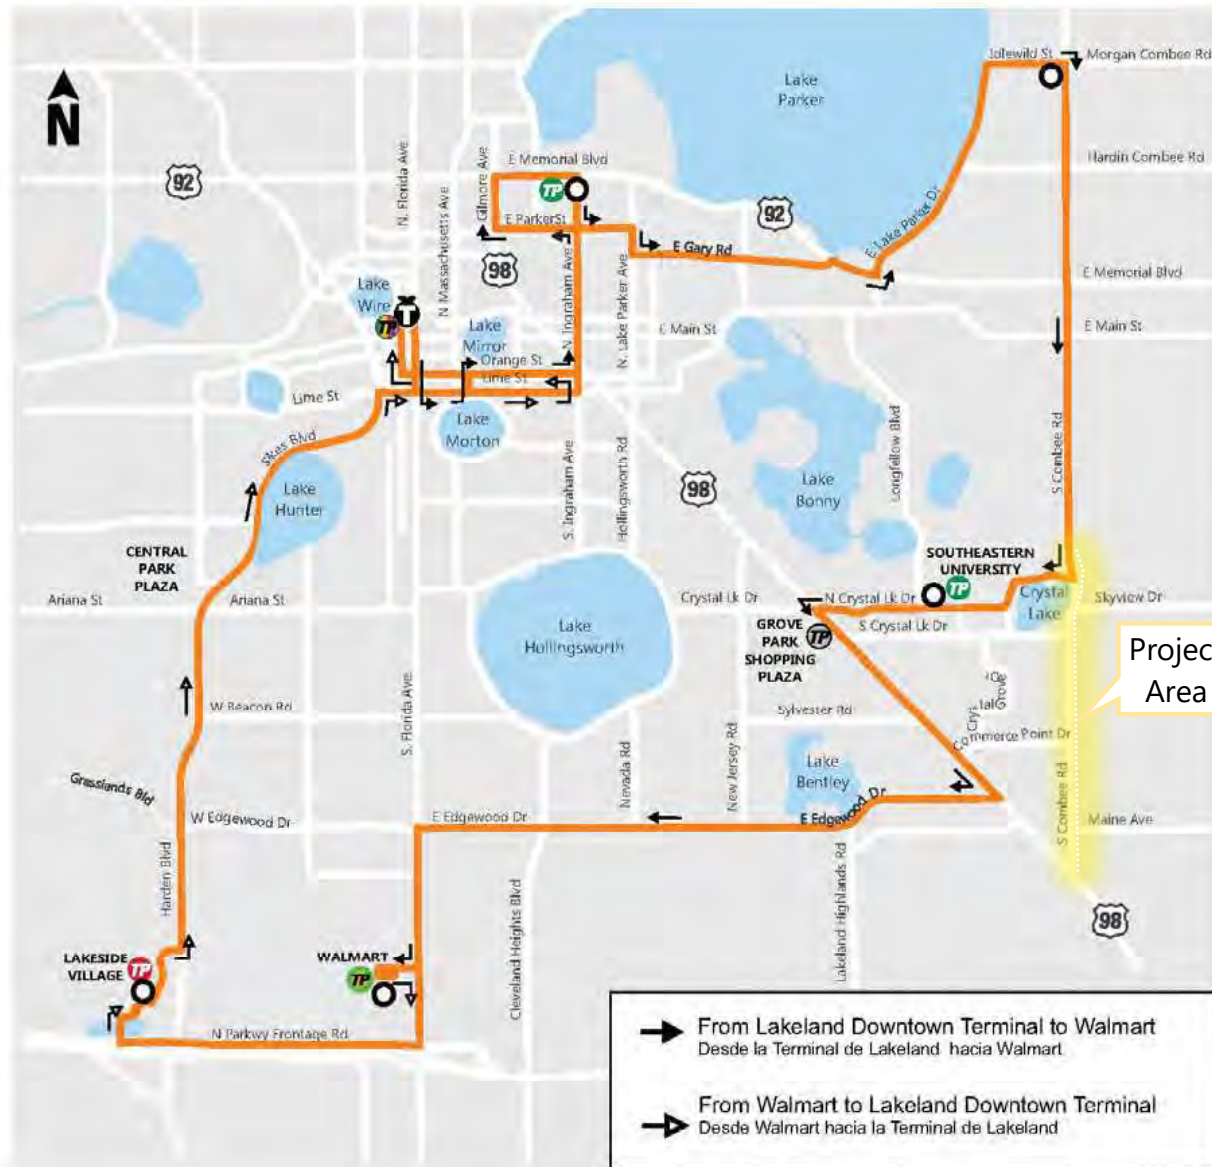 N
92
Lake
Parker
Idlewild St
Morgan Combee Rd
Hardin Combee Rd
E Memorial Blvd
TP
E Parker St
Gilmore Ave
N. Florida Ave
N Massachusetts Ave
98
92
E Gary Rd
E Lake Parker Dr
E Memorial Blvd
Lake
Wire
T
TP
Lake
Mirror
N Ingraham Ave
N. Lake Parker Ave
E Main St
E Main St
Orange St
Lime St
Lime St
Lake
Morton
Sikes Blvd
Lake
Hunter
S. Ingraham Ave
Hollingsworth Rd
98
Lake
Bonny
Longfellow Blvd
S Combee Rd
CENTRAL
PARK
PLAZA
SOUTHEASTERN
UNIVERSITY
TP
Ariana St
Ariana St
Crystal Lk Dr
N Crystal Lk Dr
Crystal
Lake
Skyview Dr
S Crystal Lk Dr
Lake
Hollingsworth
GROVE
PARK
SHOPPING
PLAZA
TP
Projec
Area
W Beacon Rd
S. Florida Ave
Sylvester Rd
Commerce Point Dr
Nevada Rd
New Jersey Rd
Lake
Bentley
Grasslands Bld
W Edgewood Dr
E Edgewood Dr
E Edgewood Dr
S Combee Rd
Maine Ave
Harden Blvd
Cleveland Heights Blvd
Lakeland Highlands Rd
98
LAKESIDE
VILLAGE
TP
WALMART
TP
N Parkwy Frontage Rd
From Lakeland Downtown Terminal to Walmart
Desde la Terminal de Lakeland hacia Walmart
From Walmart to Lakeland Downtown Terminal
Desde Walmart hacia la Terminal de Lakeland